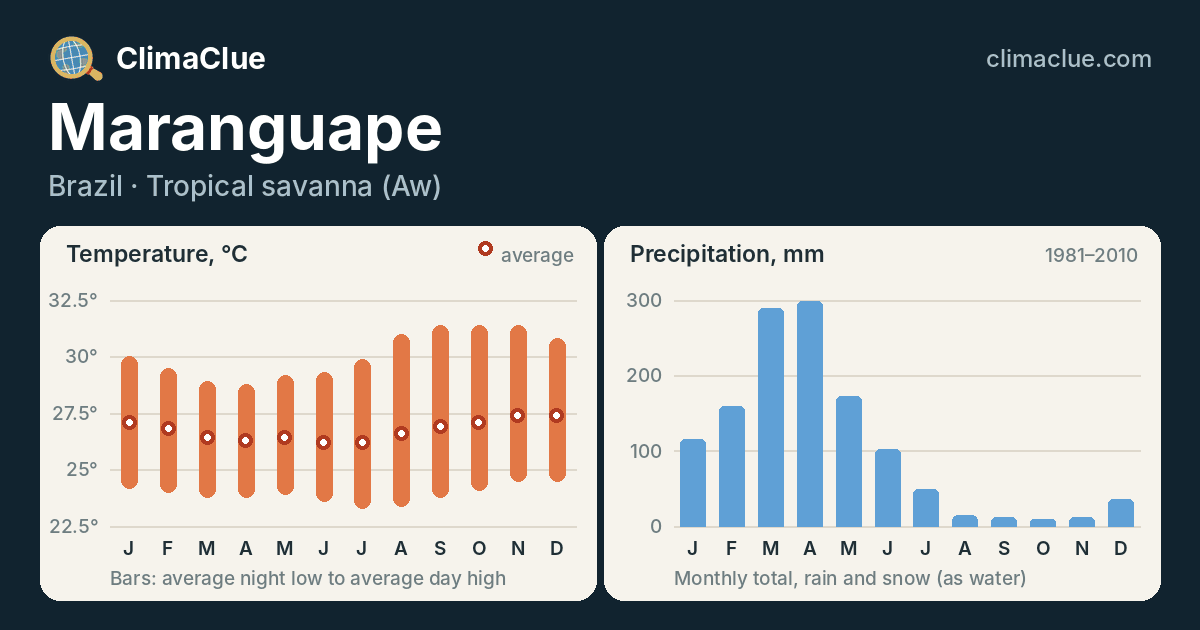 ClimaClue
climaclue.com
Maranguape
Brazil · Tropical savanna (Aw)
Temperature, °C
average
32.5°
30°
27.5°
25°
22.5°
J F M A M J J A S O N D
Bars: average night low to average day high
Precipitation, mm
1981–2010
300
200
100
0
J F M A M J J A S O N D
Monthly total, rain and snow (as water)